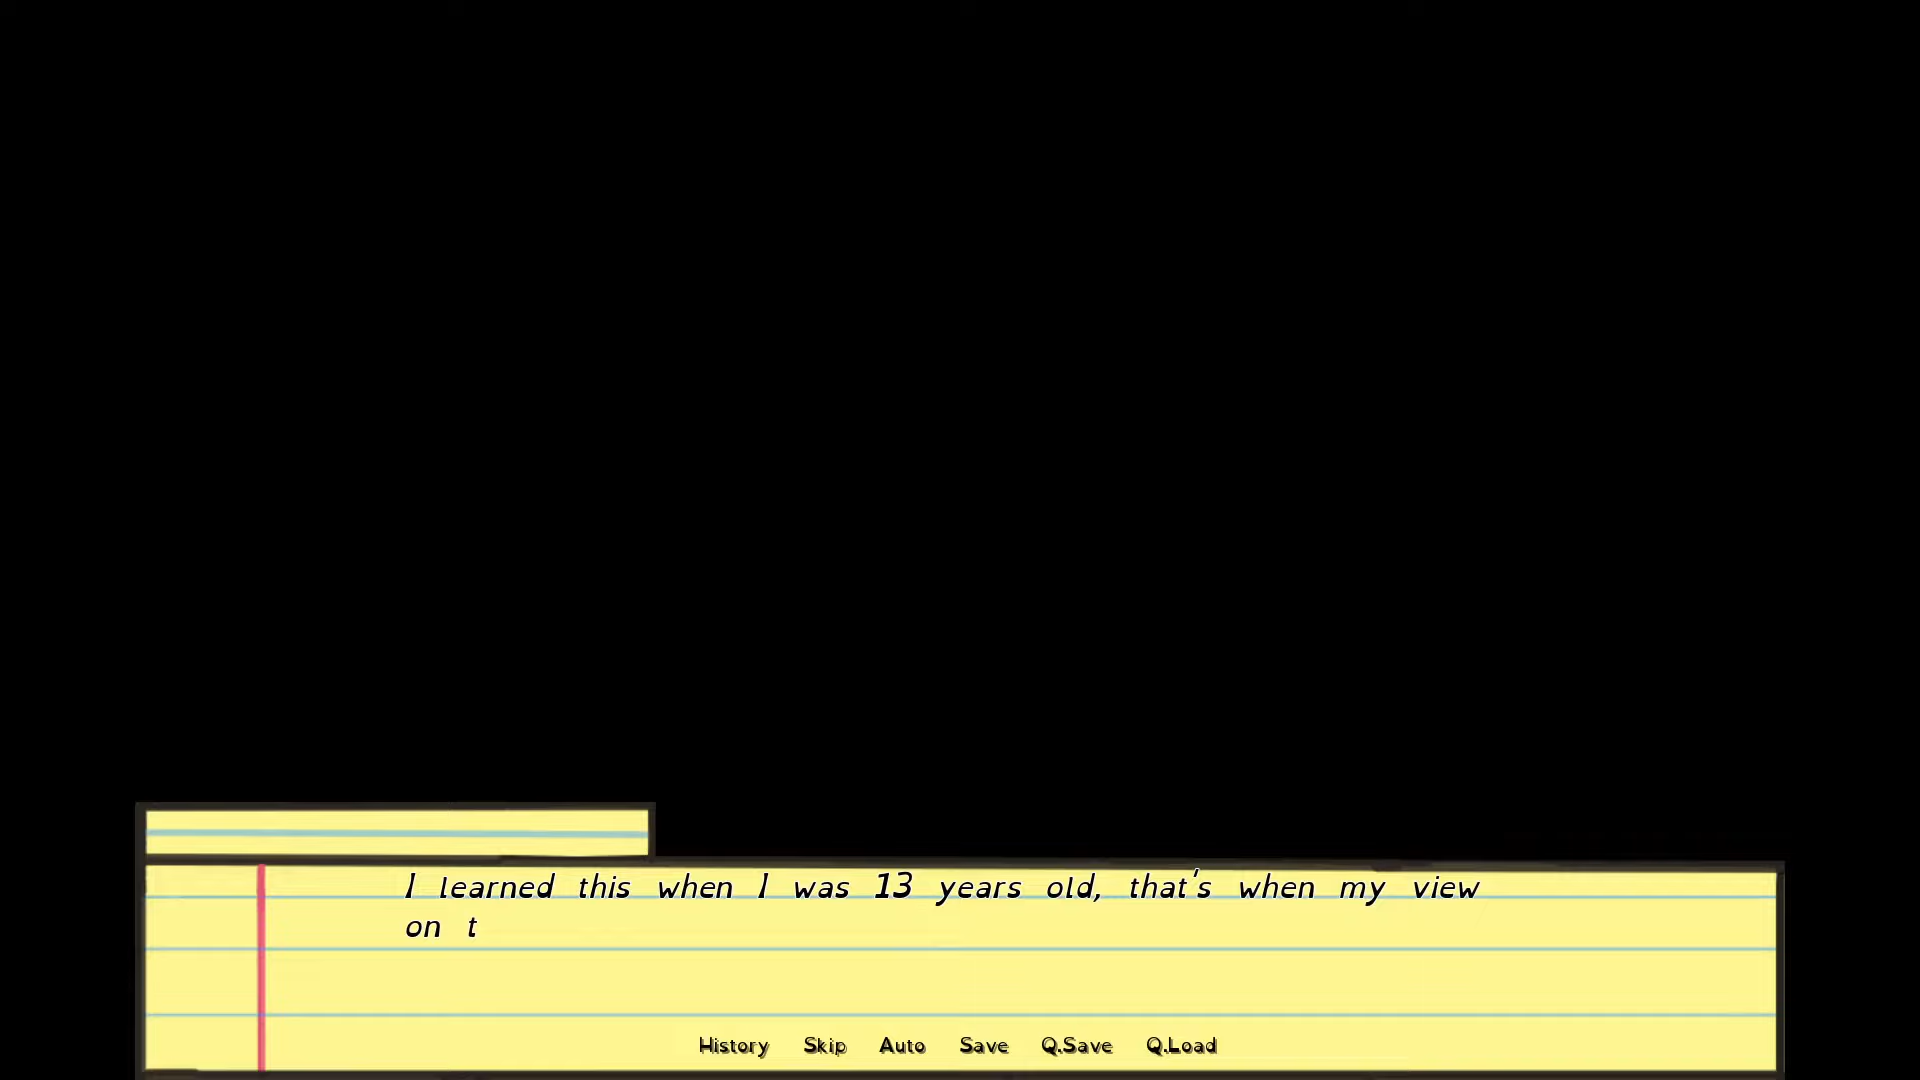 I learned this when I was 13 years old, that's when my view
on t
History Skip Auto Save Q.Save Q.Load